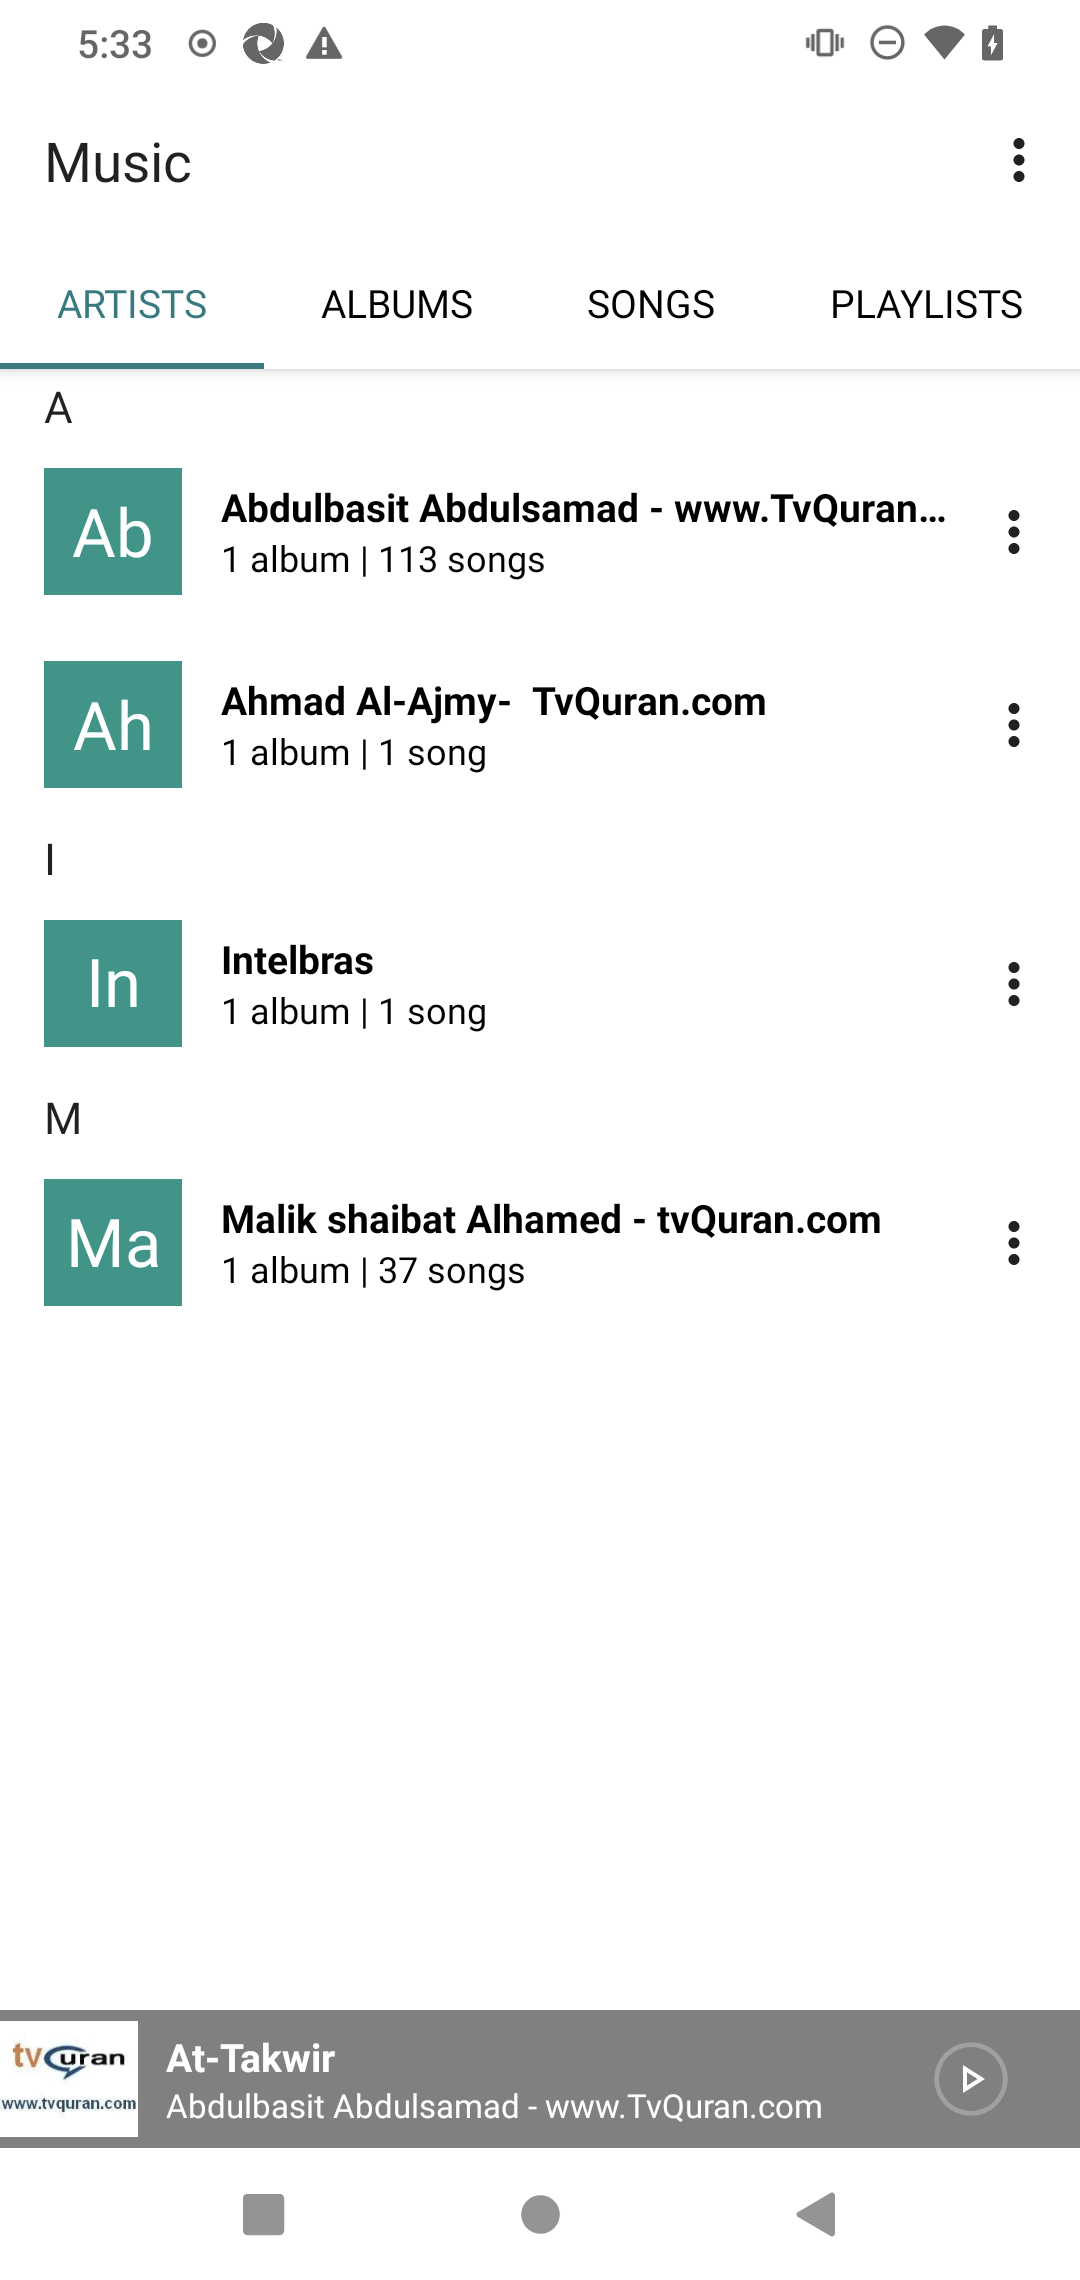 5:33
Music
ARTISTS ALBUMS SONGS PLAYLISTS
A
Ab
Abdulbasit Abdulsamad - www.TvQuran...
1 album | 113 songs
Ah
Ahmad Al-Ajmy-  TvQuran.com
1 album | 1 song
I
In
Intelbras
1 album | 1 song
M
Ma
Malik shaibat Alhamed - tvQuran.com
1 album | 37 songs
tvQuran
www.tvquran.com
At-Takwir
Abdulbasit Abdulsamad - www.TvQuran.com